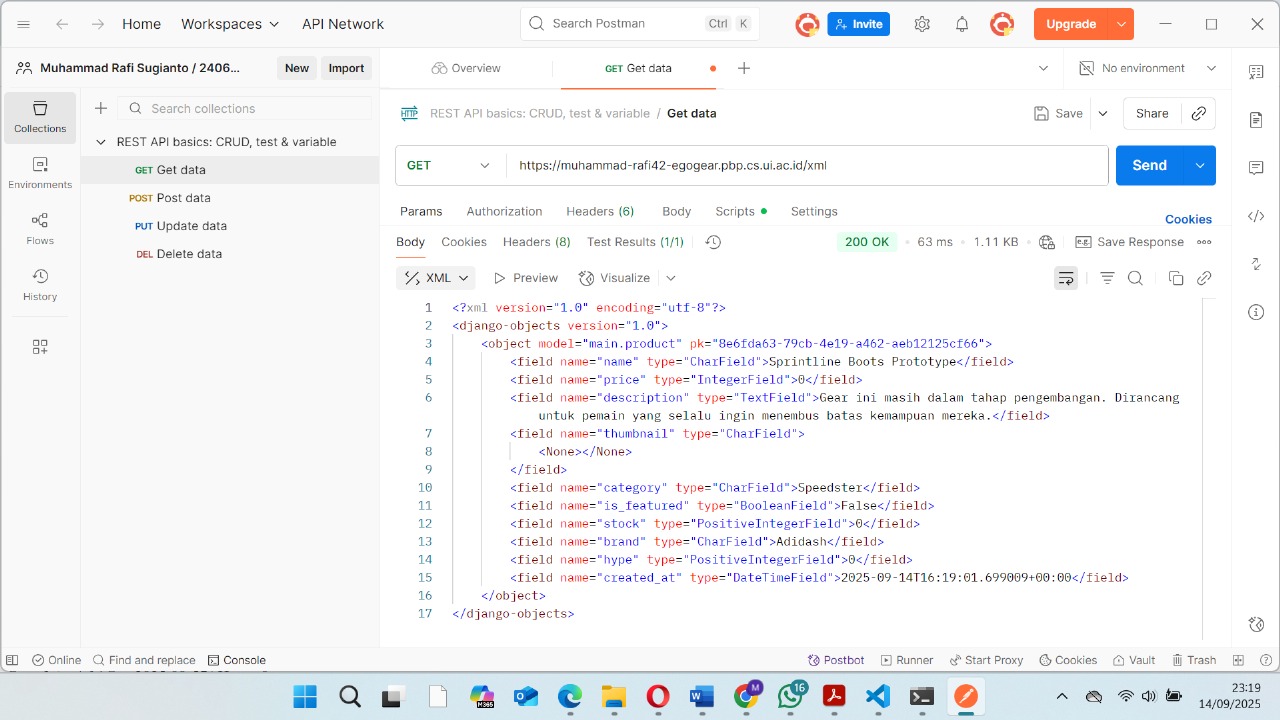 Home Workspaces API Network Search Postman Ctrl K Invite Upgrade
Muhammad Rafi Sugianto / 2406... New Import Overview GET Get data No environment
Collections
Environments
Flows
History
Search collections
REST API basics: CRUD, test & variable
GET Get data
POST Post data
PUT Update data
DEL Delete data
HTTP REST API basics: CRUD, test & variable / Get data Save Share
GET https://muhammad-rafi42-egogear.pbp.cs.ui.ac.id/xml Send
Params Authorization Headers (6) Body Scripts Settings Cookies
Body Cookies Headers (8) Test Results (1/1) 200 OK 63 ms 1.11 KB e.g. Save Response
XML Preview Visualize
1 <?xml version="1.0" encoding="utf-8"?>
2 <django-objects version="1.0">
3 <object model="main.product" pk="8e6fda63-79cb-4e19-a462-aeb12125cf66">
4 <field name="name" type="CharField">Sprintline Boots Prototype</field>
5 <field name="price" type="IntegerField">0</field>
6 <field name="description" type="TextField">Gear ini masih dalam tahap pengembangan. Dirancang
untuk pemain yang selalu ingin menembus batas kemampuan mereka.</field>
7 <field name="thumbnail" type="CharField">
8 <None></None>
9 </field>
10 <field name="category" type="CharField">Speedster</field>
11 <field name="is_featured" type="BooleanField">False</field>
12 <field name="stock" type="PositiveIntegerField">0</field>
13 <field name="brand" type="CharField">Adidash</field>
14 <field name="hype" type="PositiveIntegerField">0</field>
15 <field name="created_at" type="DateTimeField">2025-09-14T16:19:01.699009+00:00</field>
16 </object>
17 </django-objects>
Online Find and replace Console Postbot Runner Start Proxy Cookies Vault Trash
M365 M 16 23:19
14/09/2025